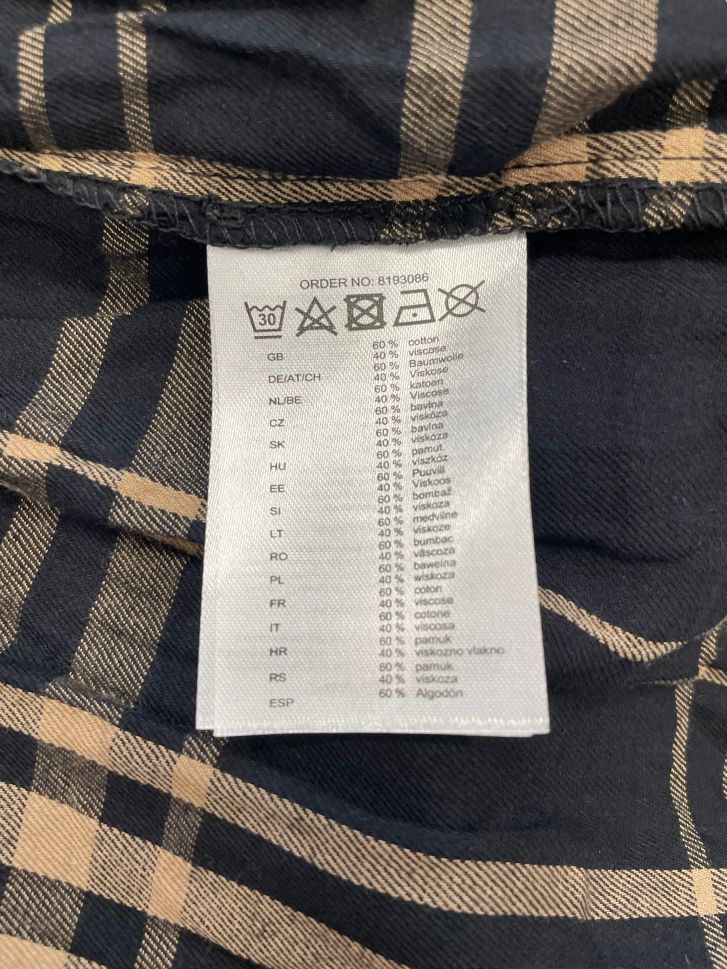 ORDER NO: 8193086
30
GB 60 % cotton
40 % viscose
DE/AT/CH 60 % Baumwolle
40 % Viskose
NL/BE 60 % katoen
40 % Viscose
CZ 60 % bavlna
40 % viskóza
SK 60 % bavlna
40 % viskóza
HU 60 % pamut
40 % viszkóz
EE 60 % Puuvill
40 % Viskoos
SI 60 % bombaž
40 % viskoza
LT 60 % medvilnė
40 % viskozė
RO 60 % bumbac
40 % vâscoza
PL 60 % bawełna
40 % wiskoza
FR 60 % coton
40 % viscose
IT 60 % cotone
40 % viscosa
HR 60 % pamuk
40 % viskozno vlakno
RS 60 % pamuk
40 % viskoza
ESP 60 % Algodón